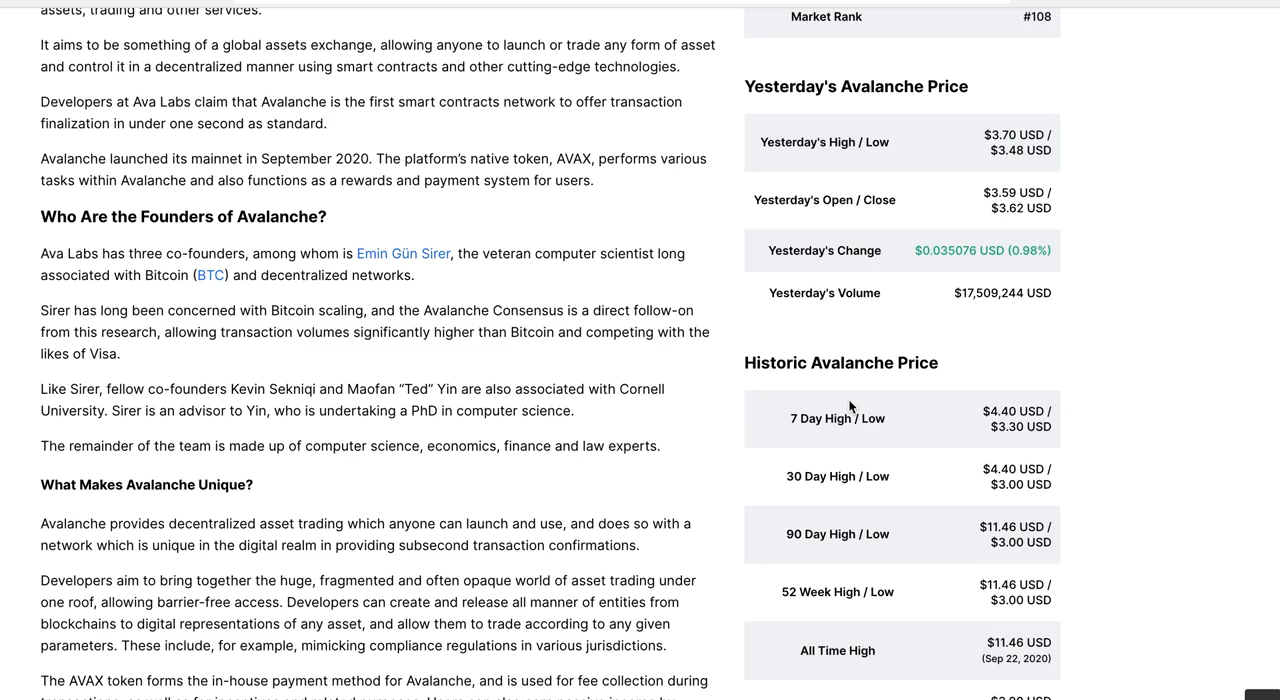 assets, trading and other services.
It aims to be something of a global assets exchange, allowing anyone to launch or trade any form of asset
and control it in a decentralized manner using smart contracts and other cutting-edge technologies.
Developers at Ava Labs claim that Avalanche is the first smart contracts network to offer transaction
finalization in under one second as standard.
Avalanche launched its mainnet in September 2020. The platform’s native token, AVAX, performs various
tasks within Avalanche and also functions as a rewards and payment system for users.
Who Are the Founders of Avalanche?
Ava Labs has three co-founders, among whom is Emin Gün Sirer, the veteran computer scientist long
associated with Bitcoin (BTC) and decentralized networks.
Sirer has long been concerned with Bitcoin scaling, and the Avalanche Consensus is a direct follow-on
from this research, allowing transaction volumes significantly higher than Bitcoin and competing with the
likes of Visa.
Like Sirer, fellow co-founders Kevin Sekniqi and Maofan “Ted” Yin are also associated with Cornell
University. Sirer is an advisor to Yin, who is undertaking a PhD in computer science.
The remainder of the team is made up of computer science, economics, finance and law experts.
What Makes Avalanche Unique?
Avalanche provides decentralized asset trading which anyone can launch and use, and does so with a
network which is unique in the digital realm in providing subsecond transaction confirmations.
Developers aim to bring together the huge, fragmented and often opaque world of asset trading under
one roof, allowing barrier-free access. Developers can create and release all manner of entities from
blockchains to digital representations of any asset, and allow them to trade according to any given
parameters. These include, for example, mimicking compliance regulations in various jurisdictions.
The AVAX token forms the in-house payment method for Avalanche, and is used for fee collection during
Market Rank #108
Yesterday's Avalanche Price
Yesterday's High / Low $3.70 USD /
$3.48 USD
Yesterday's Open / Close $3.59 USD /
$3.62 USD
Yesterday's Change $0.035076 USD (0.98%)
Yesterday's Volume $17,509,244 USD
Historic Avalanche Price
7 Day High / Low $4.40 USD /
$3.30 USD
30 Day High / Low $4.40 USD /
$3.00 USD
90 Day High / Low $11.46 USD /
$3.00 USD
52 Week High / Low $11.46 USD /
$3.00 USD
All Time High $11.46 USD
(Sep 22, 2020)